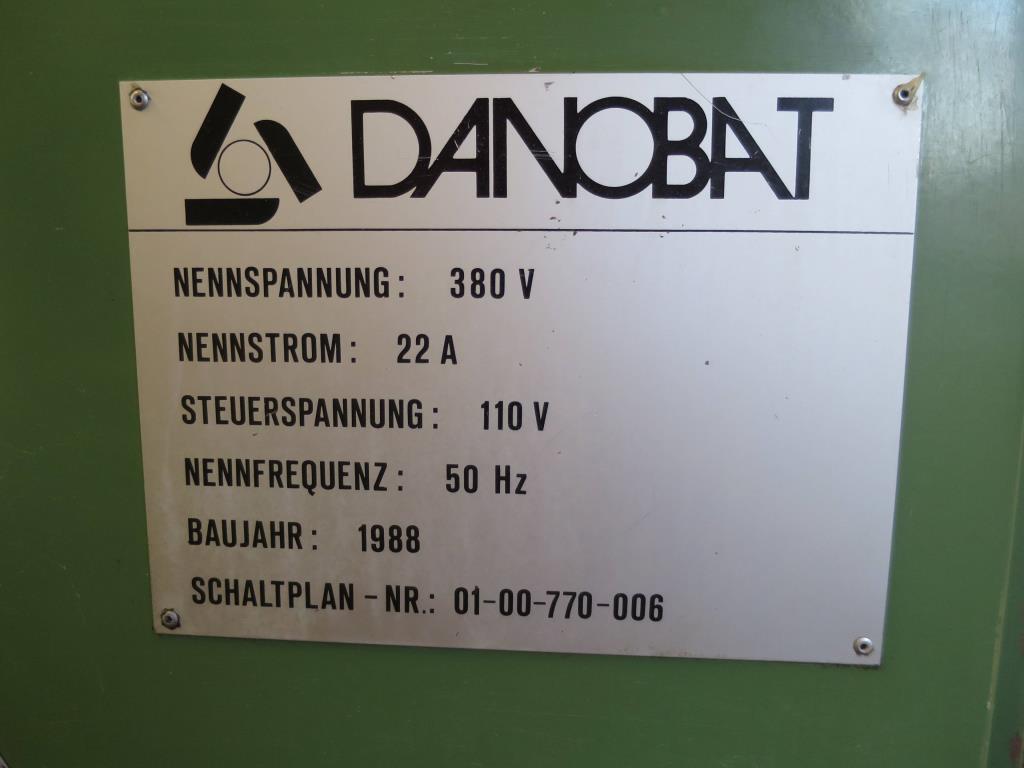 DANOBAT
NENNSPANNUNG: 380 V
NENNSTROM: 22 A
STEUERSPANNUNG: 110 V
NENNFREQUENZ: 50 Hz
BAUJAHR: 1988
SCHALTPLAN - NR.: 01-00-770-006